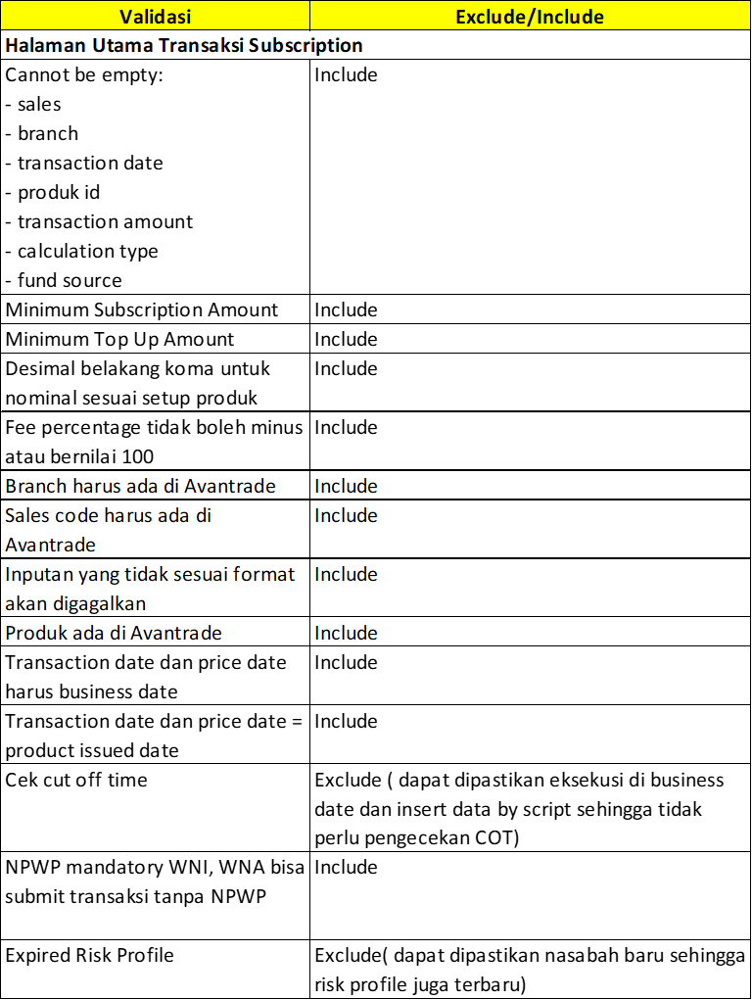 Validasi Exclude/Include
Halaman Utama Transaksi Subscription
Cannot be empty: Include
- sales
- branch
- transaction date
- produk id
- transaction amount
- calculation type
- fund source
Minimum Subscription Amount Include
Minimum Top Up Amount Include
Desimal belakang koma untuk Include
nominal sesuai setup produk
Fee percentage tidak boleh minus Include
atau bernilai 100
Branch harus ada di Avantrade Include
Sales code harus ada di Include
Avantrade
Inputan yang tidak sesuai format Include
akan digagalkan
Produk ada di Avantrade Include
Transaction date dan price date Include
harus business date
Transaction date dan price date = Include
product issued date
Cek cut off time Exclude ( dapat dipastikan eksekusi di business
date dan insert data by script sehingga tidak
perlu pengecekan COT)
NPWP mandatory WNI, WNA bisa Include
submit transaksi tanpa NPWP
Expired Risk Profile Exclude( dapat dipastikan nasabah baru sehingga
risk profile juga terbaru)